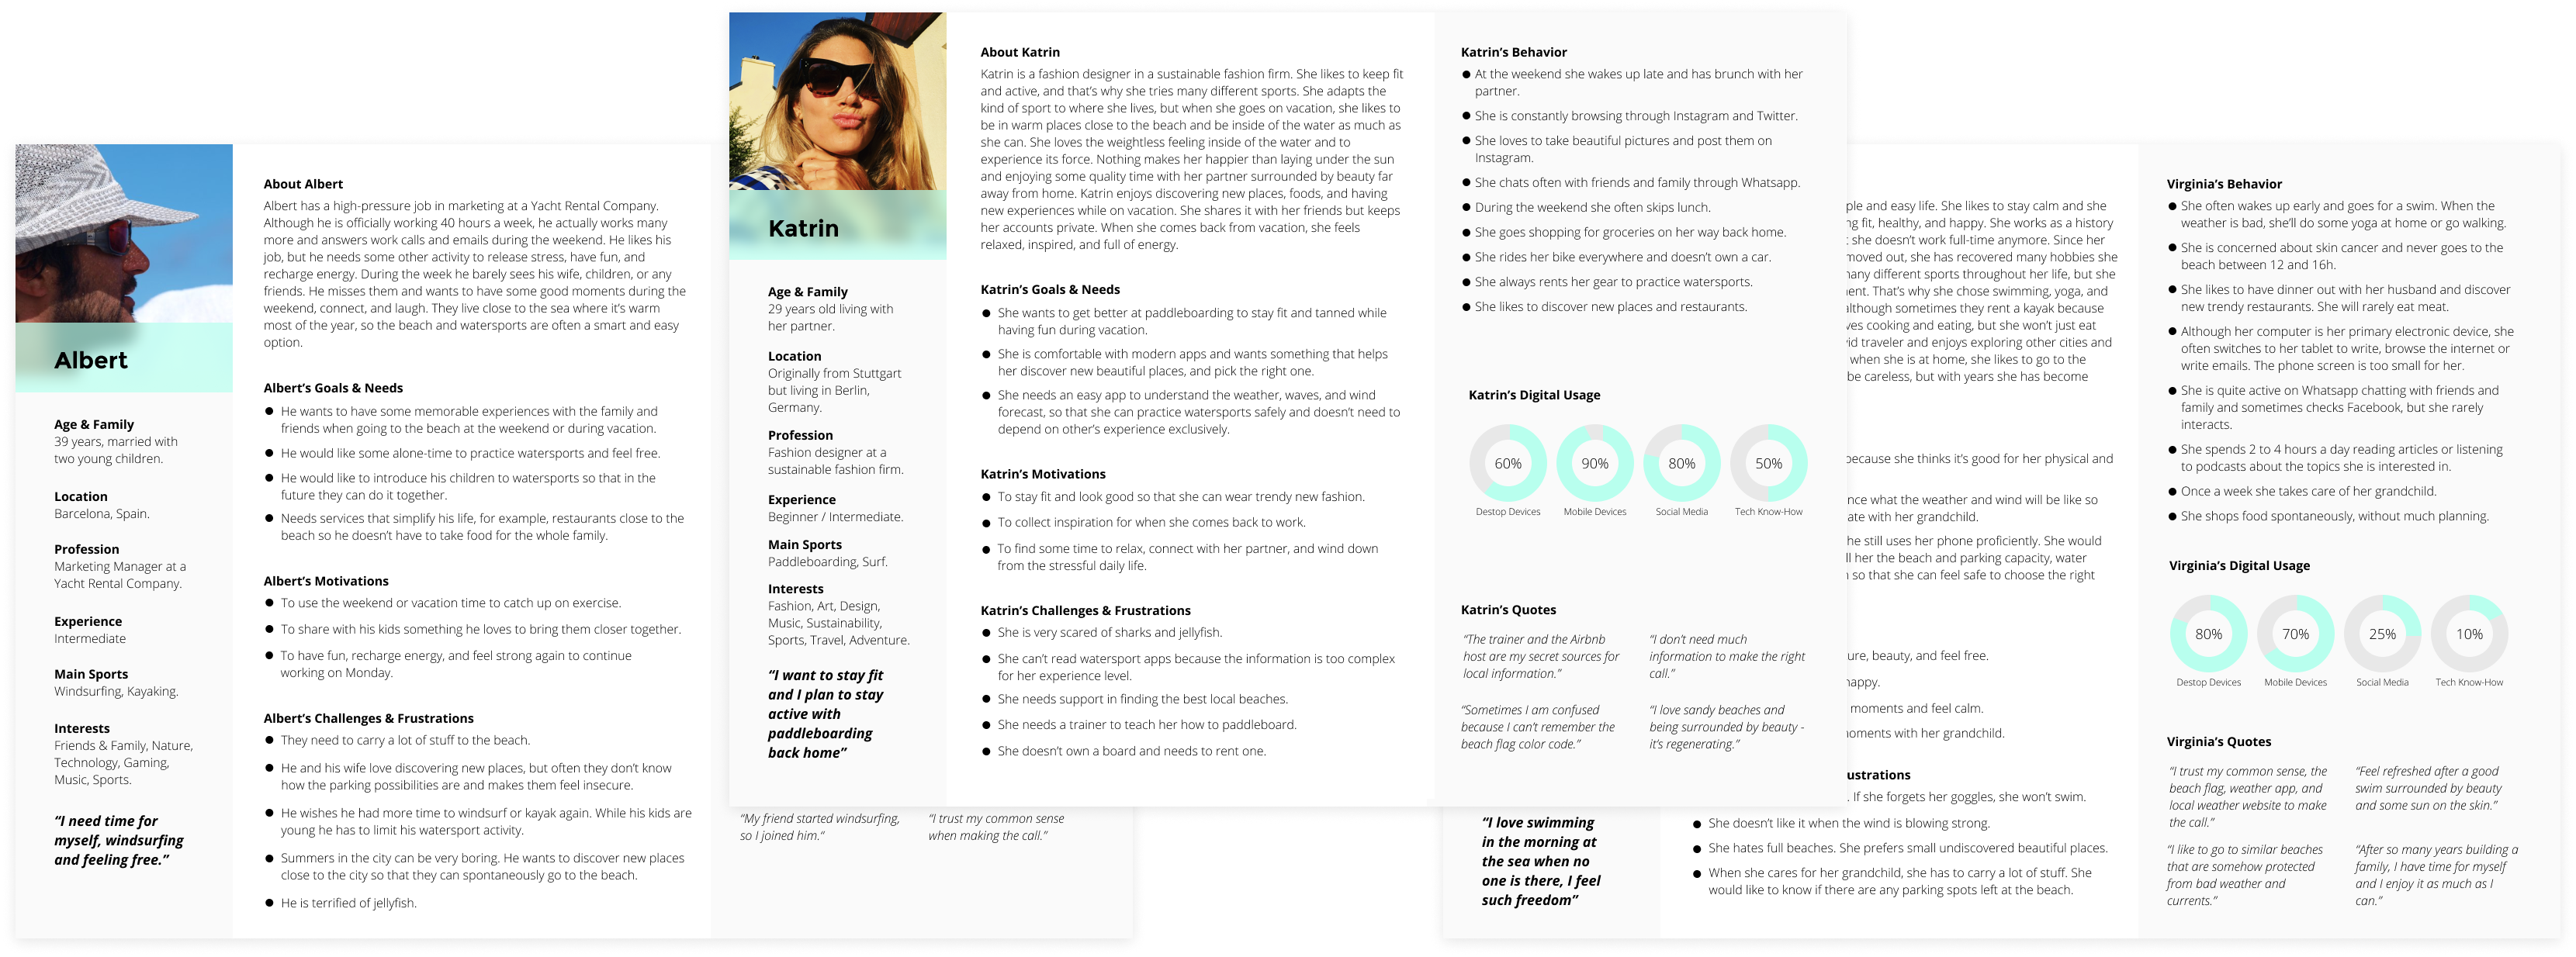 Albert
Age & Family
39 years, married with
two young children.
Location
Barcelona, Spain.
Profession
Marketing Manager at a
Yacht Rental Company.
Experience
Intermediate
Main Sports
Windsurfing, Kayaking.
Interests
Friends & Family, Nature,
Technology, Gaming,
Music, Sports.
“I need time for
myself, windsurfing
and feeling free.”
About Albert
Albert has a high-pressure job in marketing at a Yacht Rental Company.
Although he is officially working 40 hours a week, he actually works many
more and answers work calls and emails during the weekend. He likes his
job, but he needs some other activity to release stress, have fun, and
recharge energy. During the week he barely sees his wife, children, or any
friends. He misses them and wants to have some good moments during the
weekend, connect, and laugh. They live close to the sea where it’s warm
most of the year, so the beach and watersports are often a smart and easy
option.
Albert’s Goals & Needs
● He wants to have some memorable experiences with the family and
friends when going to the beach at the weekend or during vacation.
● He would like some alone-time to practice watersports and feel free.
● He would like to introduce his children to watersports so that in the
future they can do it together.
● Needs services that simplify his life, for example, restaurants close to the
beach so he doesn’t have to take food for the whole family.
Albert’s Motivations
● To use the weekend or vacation time to catch up on exercise.
● To share with his kids something he loves to bring them closer together.
● To have fun, recharge energy, and feel strong again to continue
working on Monday.
Albert’s Challenges & Frustrations
● They need to carry a lot of stuff to the beach.
● He and his wife love discovering new places, but often they don’t know
how the parking possibilities are and makes them feel insecure.
● He wishes he had more time to windsurf or kayak again. While his kids are
young he has to limit his watersport activity.
● Summers in the city can be very boring. He wants to discover new places
close to the city so that they can spontaneously go to the beach.
● He is terrified of jellyfish.
“My friend started windsurfing,
so I joined him.“
“I trust my common sense
when making the call.”
Katrin
Age & Family
29 years old living with
her partner.
Location
Originally from Stuttgart
but living in Berlin,
Germany.
Profession
Fashion designer at a
sustainable fashion firm.
Experience
Beginner / Intermediate.
Main Sports
Paddleboarding, Surf.
Interests
Fashion, Art, Design,
Music, Sustainability,
Sports, Travel, Adventure.
“I want to stay fit
and I plan to stay
active with
paddleboarding
back home”
About Katrin
Katrin is a fashion designer in a sustainable fashion firm. She likes to keep fit
and active, and that’s why she tries many different sports. She adapts the
kind of sport to where she lives, but when she goes on vacation, she likes to
be in warm places close to the beach and be inside of the water as much as
she can. She loves the weightless feeling inside of the water and to
experience its force. Nothing makes her happier than laying under the sun
and enjoying some quality time with her partner surrounded by beauty far
away from home. Katrin enjoys discovering new places, foods, and having
new experiences while on vacation. She shares it with her friends but keeps
her accounts private. When she comes back from vacation, she feels
relaxed, inspired, and full of energy.
Katrin’s Goals & Needs
● She wants to get better at paddleboarding to stay fit and tanned while
having fun during vacation.
● She is comfortable with modern apps and wants something that helps
her discover new beautiful places, and pick the right one.
● She needs an easy app to understand the weather, waves, and wind
forecast, so that she can practice watersports safely and doesn’t need to
depend on other’s experience exclusively.
Katrin’s Motivations
● To stay fit and look good so that she can wear trendy new fashion.
● To collect inspiration for when she comes back to work.
● To find some time to relax, connect with her partner, and wind down
from the stressful daily life.
Katrin’s Challenges & Frustrations
● She is very scared of sharks and jellyfish.
● She can’t read watersport apps because the information is too complex
for her experience level.
● She needs support in finding the best local beaches.
● She needs a trainer to teach her how to paddleboard.
● She doesn’t own a board and needs to rent one.
Katrin’s Behavior
● At the weekend she wakes up late and has brunch with her
partner.
● She is constantly browsing through Instagram and Twitter.
● She loves to take beautiful pictures and post them on
Instagram.
● She chats often with friends and family through Whatsapp.
● During the weekend she often skips lunch.
● She goes shopping for groceries on her way back home.
● She rides her bike everywhere and doesn’t own a car.
● She always rents her gear to practice watersports.
● She likes to discover new places and restaurants.
Katrin’s Digital Usage
60% 90% 80% 50%
Destop Devices Mobile Devices Social Media Tech Know-How
Katrin’s Quotes
“The trainer and the Airbnb
host are my secret sources for
local information.”
“I don’t need much
information to make the right
call.”
“Sometimes I am confused
because I can’t remember the
beach flag color code.”
“I love sandy beaches and
being surrounded by beauty -
it’s regenerating.”
“I love swimming
in the morning at
the sea when no
one is there, I feel
such freedom”
and easy life. She likes to stay calm and she
fit, healthy, and happy. She works as a history
she doesn’t work full-time anymore. Since her
moved out, she has recovered many hobbies she
many different sports throughout her life, but she
That’s why she chose swimming, yoga, and
although sometimes they rent a kayak because
cooking and eating, but she won’t just eat
traveler and enjoys exploring other cities and
when she is at home, she likes to go to the
be careless, but with years she has become
because she thinks it’s good for her physical and
what the weather and wind will be like so
with her grandchild.
still uses her phone proficiently. She would
her the beach and parking capacity, water
so that she can feel safe to choose the right
beauty, and feel free.
happy.
moments and feel calm.
moments with her grandchild.
ustrations
. If she forgets her goggles, she won’t swim.
● She doesn’t like it when the wind is blowing strong.
● She hates full beaches. She prefers small undiscovered beautiful places.
● When she cares for her grandchild, she has to carry a lot of stuff. She
would like to know if there are any parking spots left at the beach.
Virginia’s Behavior
● She often wakes up early and goes for a swim. When the
weather is bad, she’ll do some yoga at home or go walking.
● She is concerned about skin cancer and never goes to the
beach between 12 and 16h.
● She likes to have dinner out with her husband and discover
new trendy restaurants. She will rarely eat meat.
● Although her computer is her primary electronic device, she
often switches to her tablet to write, browse the internet or
write emails. The phone screen is too small for her.
● She is quite active on Whatsapp chatting with friends and
family and sometimes checks Facebook, but she rarely
interacts.
● She spends 2 to 4 hours a day reading articles or listening
to podcasts about the topics she is interested in.
● Once a week she takes care of her grandchild.
● She shops food spontaneously, without much planning.
Virginia’s Digital Usage
80% 70% 25% 10%
Destop Devices Mobile Devices Social Media Tech Know-How
Virginia’s Quotes
“I trust my common sense, the
beach flag, weather app, and
local weather website to make
the call.”
“Feel refreshed after a good
swim surrounded by beauty
and some sun on the skin.”
“I like to go to similar beaches
that are somehow protected
from bad weather and
currents.”
“After so many years building a
family, I have time for myself
and I enjoy it as much as I
can.”